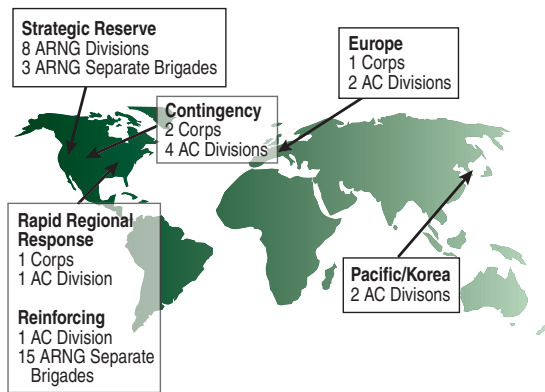 Strategic Reserve
8 ARNG Divisions
3 ARNG Separate Brigades
Contingency
2 Corps
4 AC Divisions
Europe
1 Corps
2 AC Divisions
Rapid Regional
Response
1 Corps
1 AC Division
Reinforcing
1 AC Division
15 ARNG Separate
Brigades
Pacific/Korea
2 AC Divisons